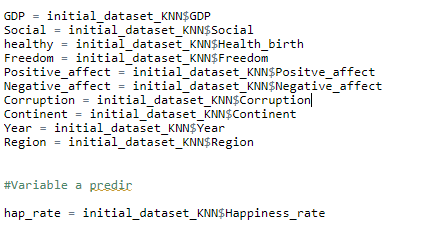 GDP = initial_dataset_KNN$GDP
Social = initial_dataset_KNN$Social
healthy = initial_dataset_KNN$Health_birth
Freedom = initial_dataset_KNN$Freedom
Positive_affect = initial_dataset_KNN$Positve_affect
Negative_affect = initial_dataset_KNN$Negative_affect
Corruption = initial_dataset_KNN$Corruption
Continent = initial_dataset_KNN$Continent
Year = initial_dataset_KNN$Year
Region = initial_dataset_KNN$Region
#Variable a predir
hap_rate = initial_dataset_KNN$Happiness_rate